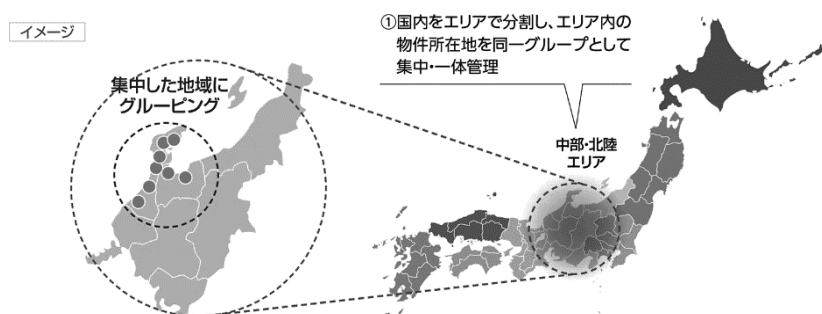 イメージ
①国内をエリアで分割し、エリア内の
物件所在地を同一グループとして
集中・一体管理
集中した地域に
グルーピング
中部・北陸
エリア